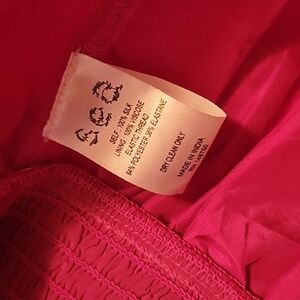 SELF: 100% SILK
LINING: 100% VISCOSE
ELASTIC THREAD:
64% POLYESTER 36% ELASTANE
DRY CLEAN ONLY
MADE IN INDIA